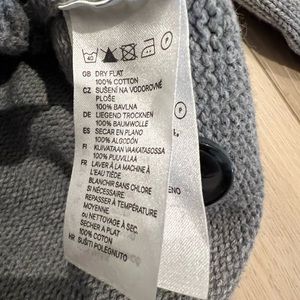 40 P
GB DRY FLAT
100% COTTON
CZ SUŠENÍ NA VODOROVNÉ
PLOŠE
100% BAVLNA
DE LIEGEND TROCKNEN
100% BAUMWOLLE
ES SECAR EN PLANO
100% ALGODÓN
FI KUIVATAAN VAAKATASOSSA
100% PUUVILLAA
FR LAVER À LA MACHINE À
L'EAU TIÈDE
BLANCHIR SANS CHLORE
SI NÉCESSAIRE
REPASSER À TEMPÉRATURE
MOYENNE
OU NETTOYAGE À SEC
SÉCHER A PLAT
100% COTON
HR SUŠITI POLEGNUTO
P
ENO